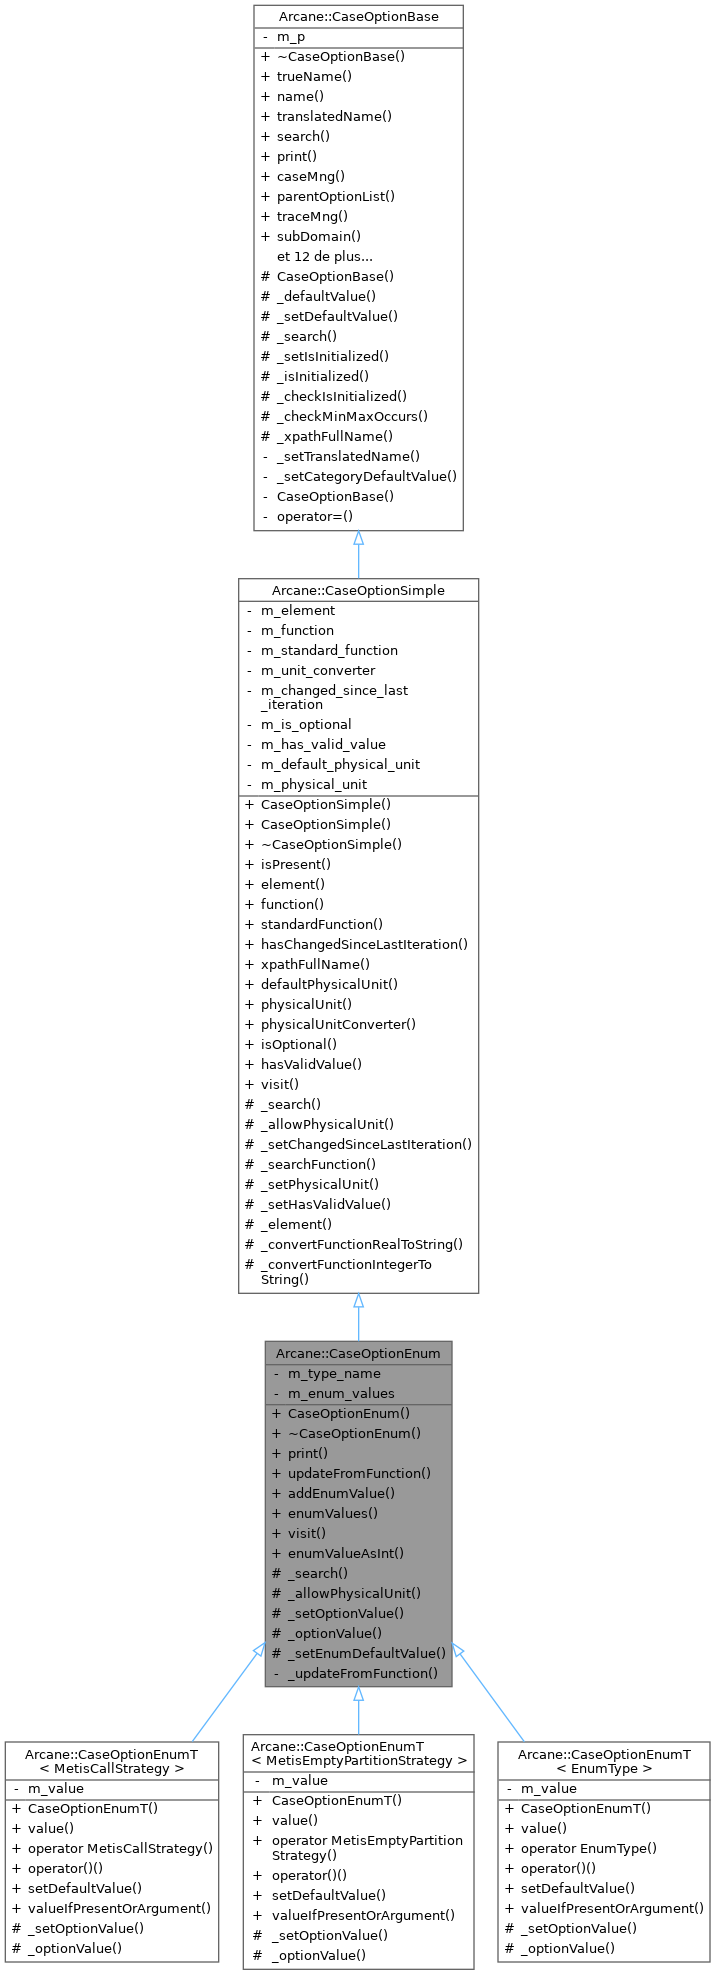 Arcane::CaseOptionBase
- m_p
+ ~CaseOptionBase()
+ trueName()
+ name()
+ translatedName()
+ search()
+ print()
+ caseMng()
+ parentOptionList()
+ traceMng()
+ subDomain()
et 12 de plus...
# CaseOptionBase()
# _defaultValue()
# _setDefaultValue()
# _search()
# _setIsInitialized()
# _isInitialized()
# _checkIsInitialized()
# _checkMinMaxOccurs()
# _xpathFullName()
- _setTranslatedName()
- _setCategoryDefaultValue()
- CaseOptionBase()
- operator=()
Arcane::CaseOptionSimple
- m_element
- m_function
- m_standard_function
- m_unit_converter
- m_changed_since_last
_iteration
- m_is_optional
- m_has_valid_value
- m_default_physical_unit
- m_physical_unit
+ CaseOptionSimple()
+ CaseOptionSimple()
+ ~CaseOptionSimple()
+ isPresent()
+ element()
+ function()
+ standardFunction()
+ hasChangedSinceLastIteration()
+ xpathFullName()
+ defaultPhysicalUnit()
+ physicalUnit()
+ physicalUnitConverter()
+ isOptional()
+ hasValidValue()
+ visit()
# _search()
# _allowPhysicalUnit()
# _setChangedSinceLastIteration()
# _searchFunction()
# _setPhysicalUnit()
# _setHasValidValue()
# _element()
# _convertFunctionRealToString()
# _convertFunctionIntegerTo
String()
Arcane::CaseOptionEnum
- m_type_name
- m_enum_values
+ CaseOptionEnum()
+ ~CaseOptionEnum()
+ print()
+ updateFromFunction()
+ addEnumValue()
+ enumValues()
+ visit()
+ enumValueAsInt()
# _search()
# _allowPhysicalUnit()
# _setOptionValue()
# _optionValue()
# _setEnumDefaultValue()
- _updateFromFunction()
Arcane::CaseOptionEnumT
< MetisCallStrategy >
- m_value
+ CaseOptionEnumT()
+ value()
+ operator MetisCallStrategy()
+ operator()()
+ setDefaultValue()
+ valueIfPresentOrArgument()
# _setOptionValue()
# _optionValue()
Arcane::CaseOptionEnumT
< MetisEmptyPartitionStrategy >
- m_value
+ CaseOptionEnumT()
+ value()
+ operator MetisEmptyPartition
Strategy()
+ operator()()
+ setDefaultValue()
+ valueIfPresentOrArgument()
# _setOptionValue()
# _optionValue()
Arcane::CaseOptionEnumT
< EnumType >
- m_value
+ CaseOptionEnumT()
+ value()
+ operator EnumType()
+ operator()()
+ setDefaultValue()
+ valueIfPresentOrArgument()
# _setOptionValue()
# _optionValue()